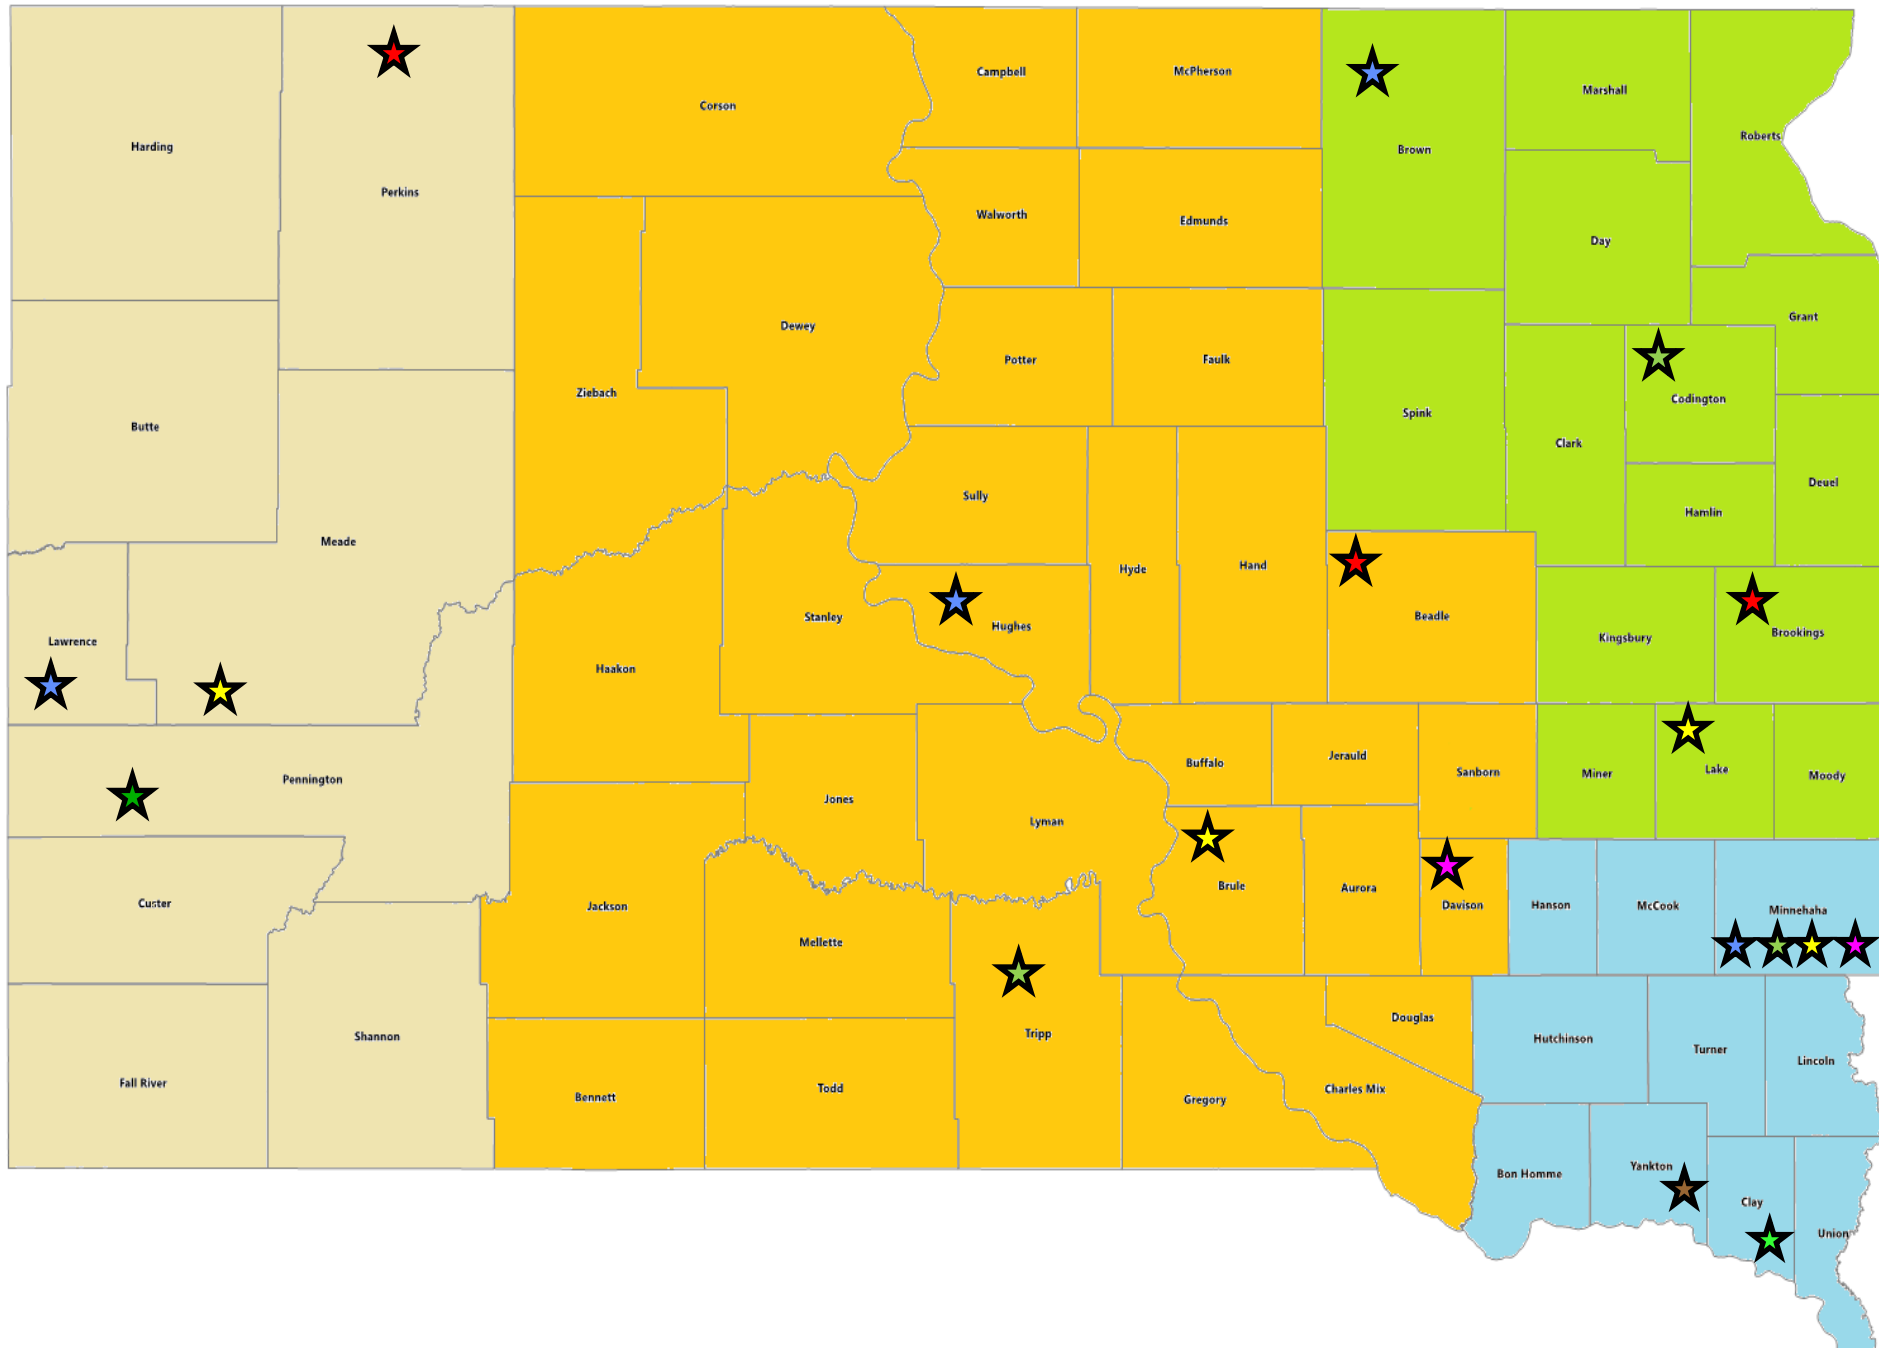 Campbell
McPherson
Corson
Marshall
Harding
Brown
Roberts
Perkins
Walworth
Edmunds
Day
Dewey
Grant
Potter
Faulk
Ziebach
Codington
Spink
Butte
Clark
Deuel
Sully
Hamlin
Meade
Hyde
Hand
Stanley
Hughes
Beadle
Brookings
Lawrence
Kingsbury
Haakon
Buffalo
Jerauld
Sanborn
Miner
Lake
Moody
Pennington
Jones
Lyman
Brule
Aurora
Davison
Hanson
McCook
Minnehaha
Custer
Jackson
Mellette
Douglas
Shannon
Tripp
Hutchinson
Turner
Lincoln
Fall River
Bennett
Todd
Gregory
Charles Mix
Bon Homme
Yankton
Clay
Union